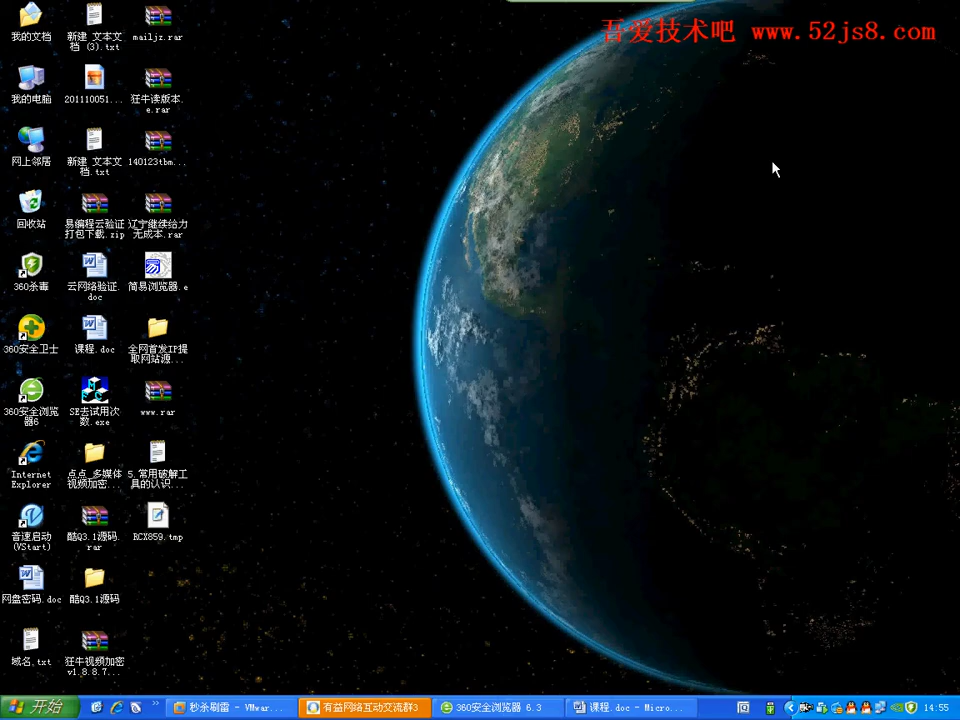 吾爱技术吧 www.52js8.com
我的文档
我的电脑
网上邻居
回收站
360杀毒
360安全卫士
360安全浏览
器6
Internet
Explorer
音速启动
(VStart)
网盘密码.doc
域名.txt
新建 文本文
档 (3).txt
201110051...
新建 文本文
档.txt
易编程云验证
打包下载.zip
云网络验证.
doc
课程.doc
SE去试用次
数.exe
点点_多媒体
视频加密...
酷Q3.1源码.
rar
酷Q3.1源码
狂牛视频加密
v1.8.8.7...
mailjz.rar
狂牛读版本.
e.rar
140123tbm...
辽宁继续给力
无成本.rar
简易浏览器.e
全网首发IP提
取网站源...
www.rar
5.常用破解工
具的认识...
RCX859.tmp
开始
秒杀刷雷 - VMwar...
有益网络互动交流群3
360安全浏览器 6.3
课程.doc - Micro...
14:55